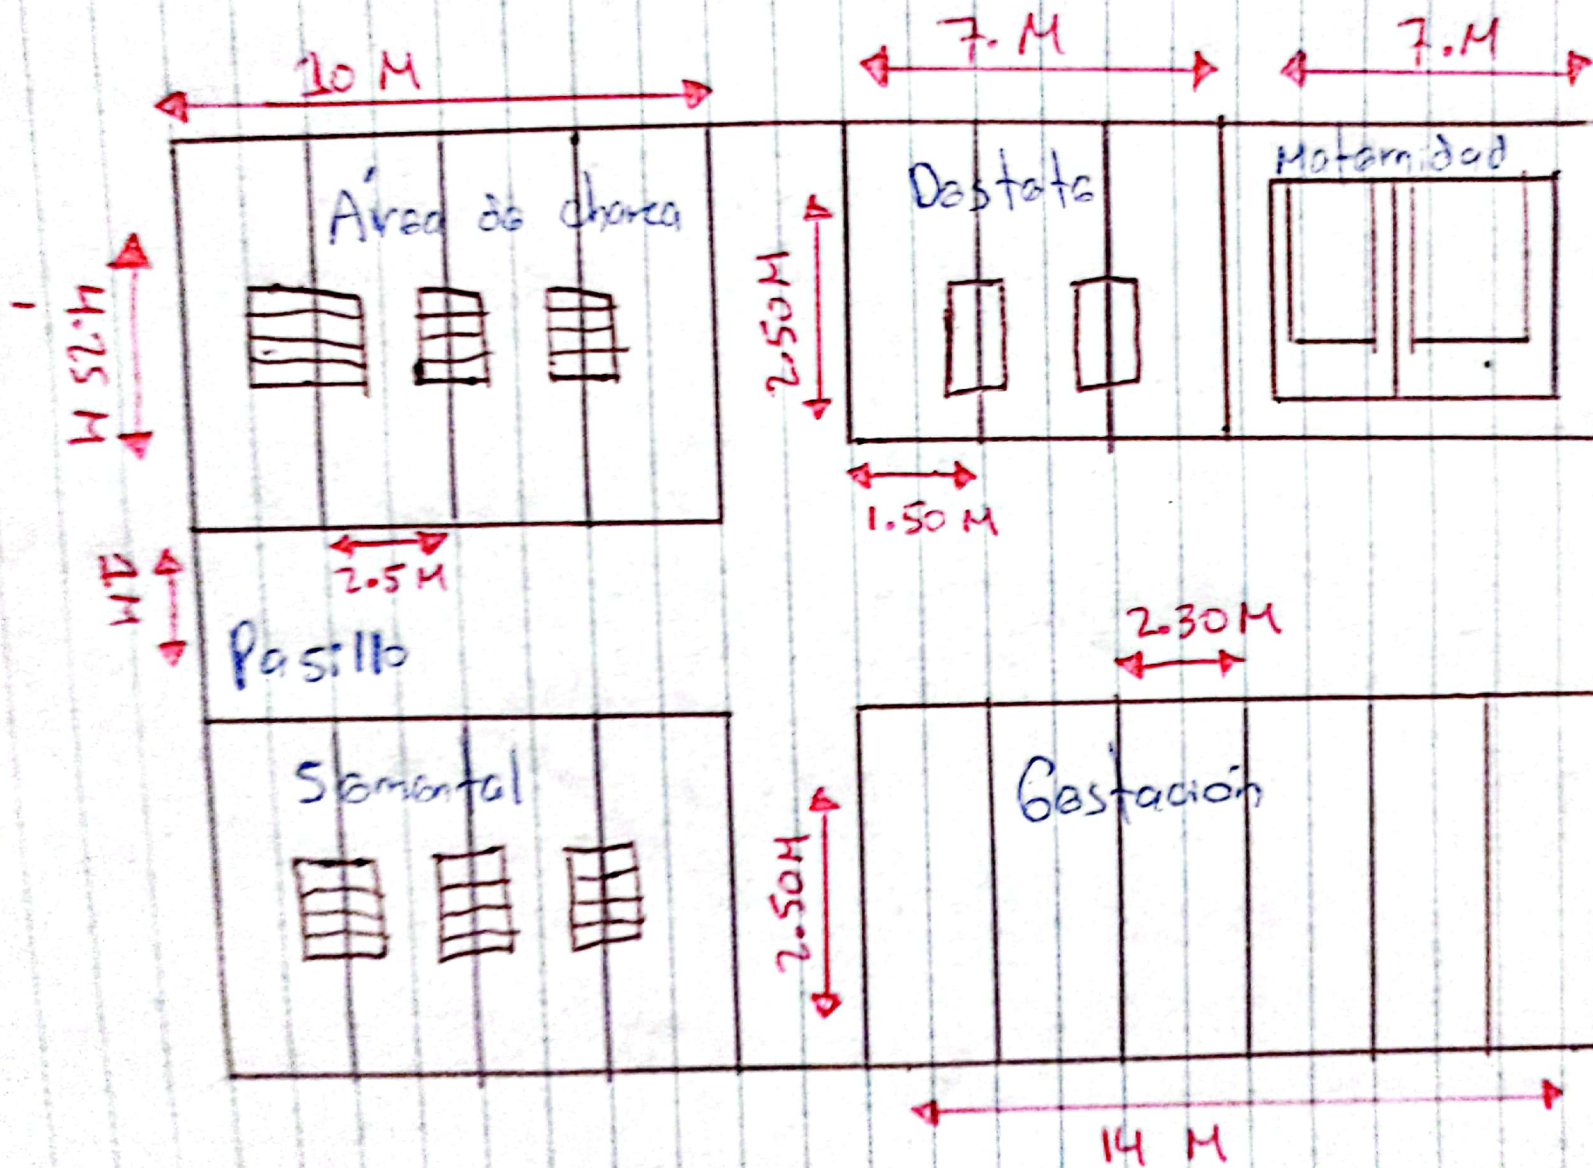 10 M
7. M
7. M
Área de charca
Destete
Maternidad
4.25 M
2.50 M
1.50 M
2.5 M
1 M
Pasillo
2.30 M
Semental
Gestación
2.50 M
14 M